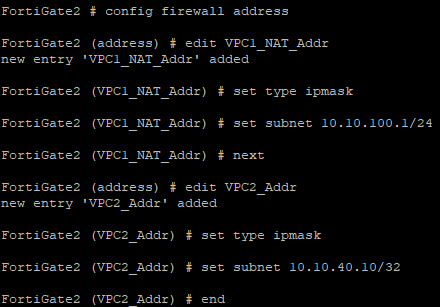 FortiGate2 # config firewall address
FortiGate2 (address) # edit VPC1_NAT_Addr
new entry 'VPC1_NAT_Addr' added
FortiGate2 (VPC1_NAT_Addr) # set type ipmask
FortiGate2 (VPC1_NAT_Addr) # set subnet 10.10.100.1/24
FortiGate2 (VPC1_NAT_Addr) # next
FortiGate2 (address) # edit VPC2_Addr
new entry 'VPC2_Addr' added
FortiGate2 (VPC2_Addr) # set type ipmask
FortiGate2 (VPC2_Addr) # set subnet 10.10.40.10/32
FortiGate2 (VPC2_Addr) # end